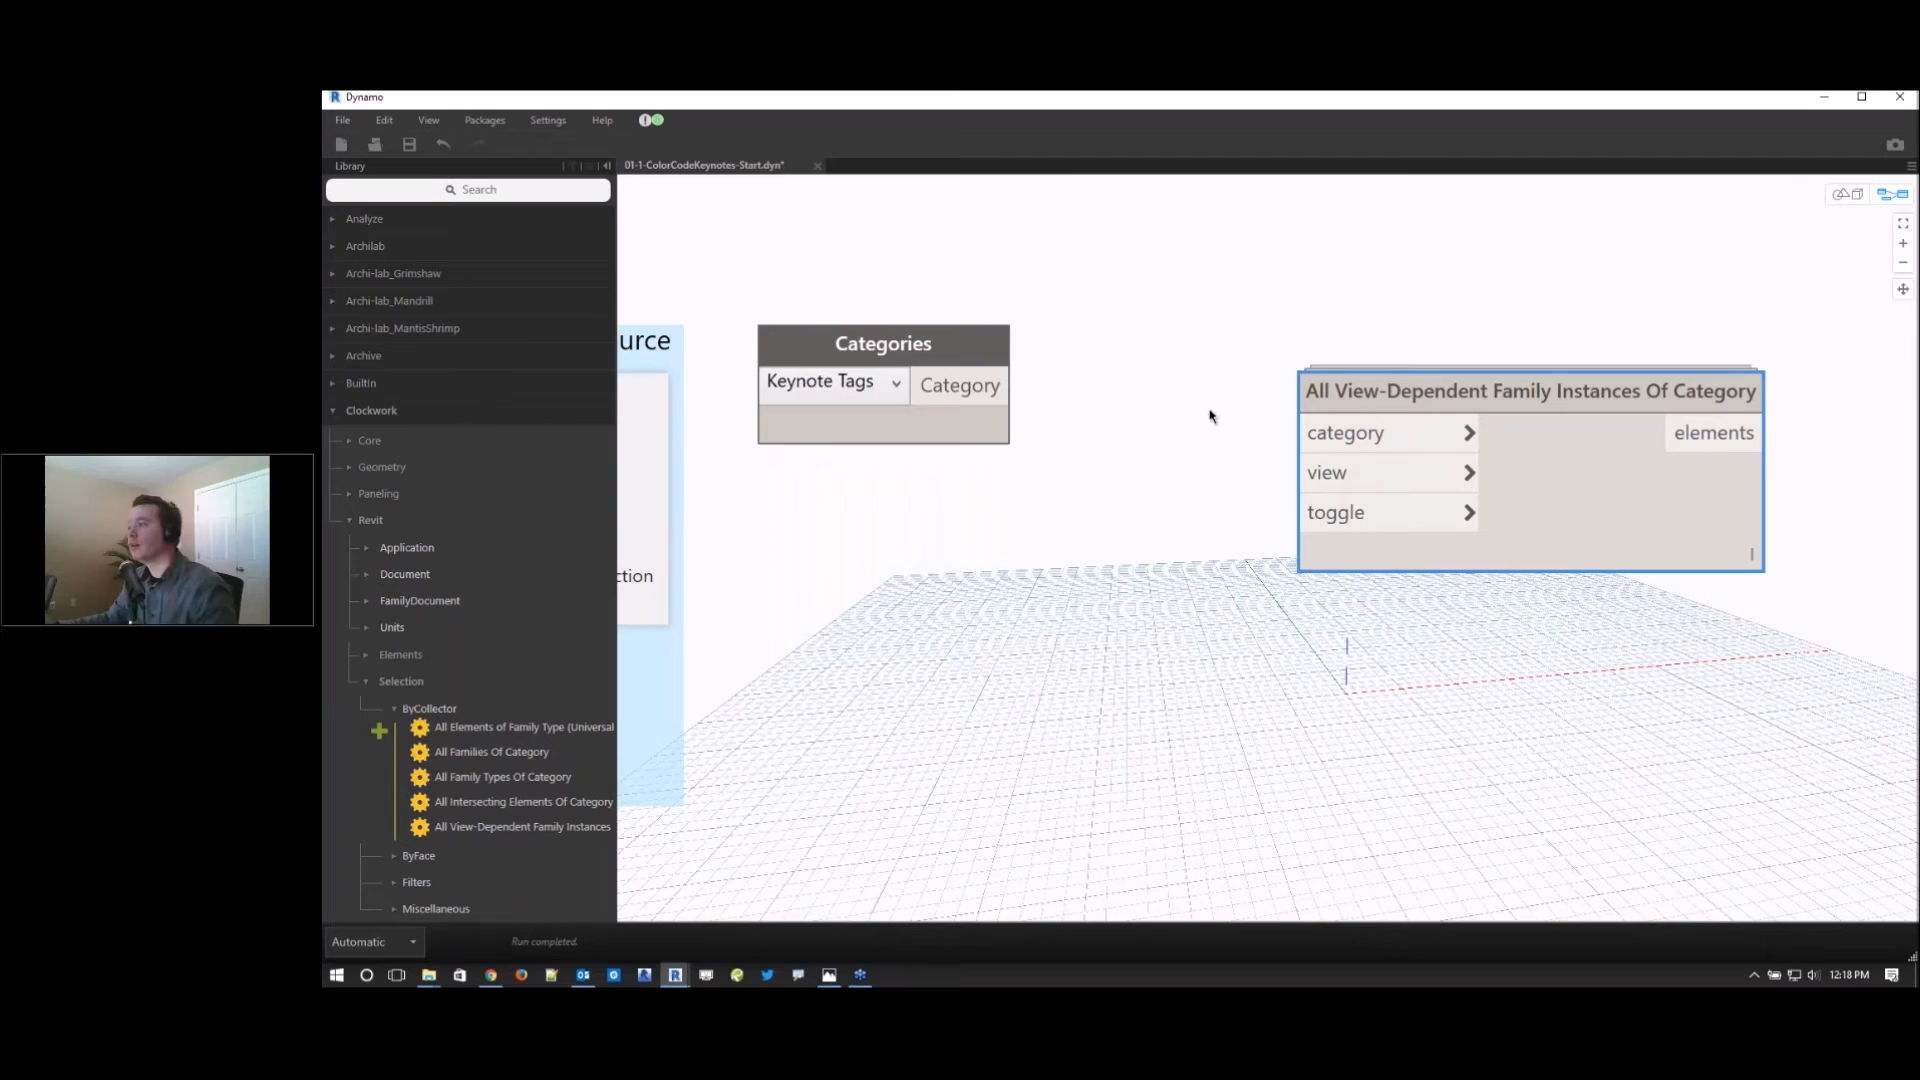 Dynamo
File Edit View Packages Settings Help
Library
01-1-ColorCodeKeynotes-Start.dyn*
Search
Analyze
Archilab
Archi-lab_Grimshaw
Archi-lab_Mandrill
Archi-lab_MantisShrimp
Archive
BuiltIn
Clockwork
Core
Geometry
Paneling
Revit
Application
Document
FamilyDocument
Units
Elements
Selection
ByCollector
All Elements of Family Type (Universal
All Families Of Category
All Family Types Of Category
All Intersecting Elements Of Category
All View-Dependent Family Instances
ByFace
Filters
Miscellaneous
urce
ction
Categories
Keynote Tags
Category
All View-Dependent Family Instances Of Category
category
elements
view
toggle
Automatic
Run completed.
12:18 PM